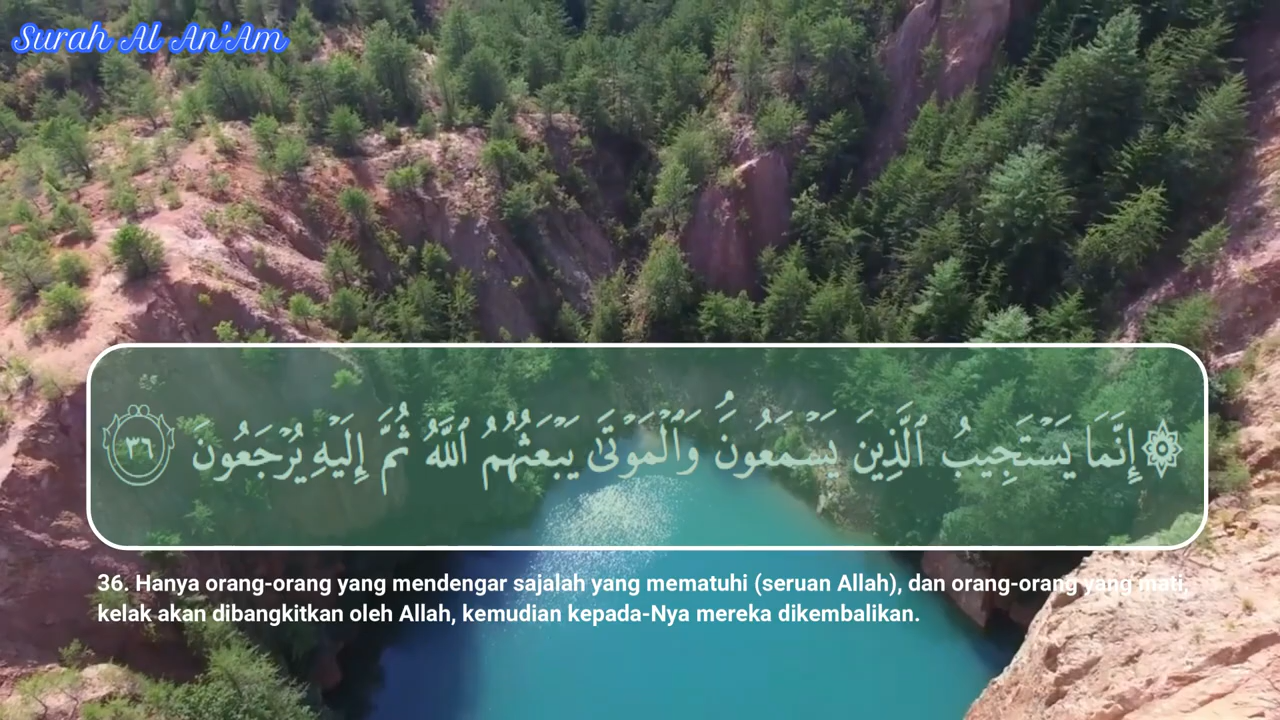 Surah Al An'Am
۞ إِنَّمَا يَسْتَجِيبُ ٱلَّذِينَ يَسْمَعُونَ ۘ وَٱلْمَوْتَىٰ يَبْعَثُهُمُ ٱللَّهُ ثُمَّ إِلَيْهِ يُرْجَعُونَ ٣٦
36. Hanya orang-orang yang mendengar sajalah yang mematuhi (seruan Allah), dan orang-orang yang mati,
kelak akan dibangkitkan oleh Allah, kemudian kepada-Nya mereka dikembalikan.